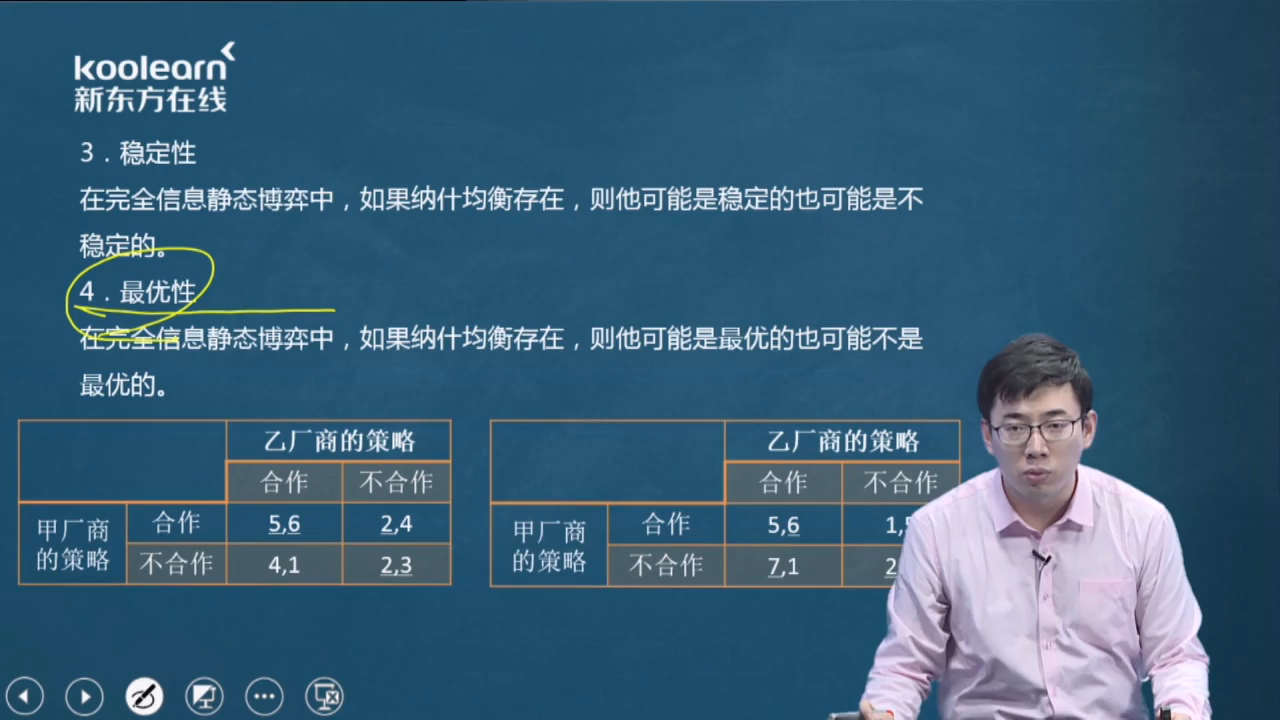 koolearn
新东方在线
3．稳定性
在完全信息静态博弈中，如果纳什均衡存在，则他可能是稳定的也可能是不
稳定的。
4．最优性
在完全信息静态博弈中，如果纳什均衡存在，则他可能是最优的也可能不是
最优的。
乙厂商的策略
合作 不合作
甲厂商
的策略
合作 5,6 2,4
不合作 4,1 2,3
乙厂商的策略
合作 不合作
甲厂商
的策略
合作 5,6 1,
不合作 7,1 2